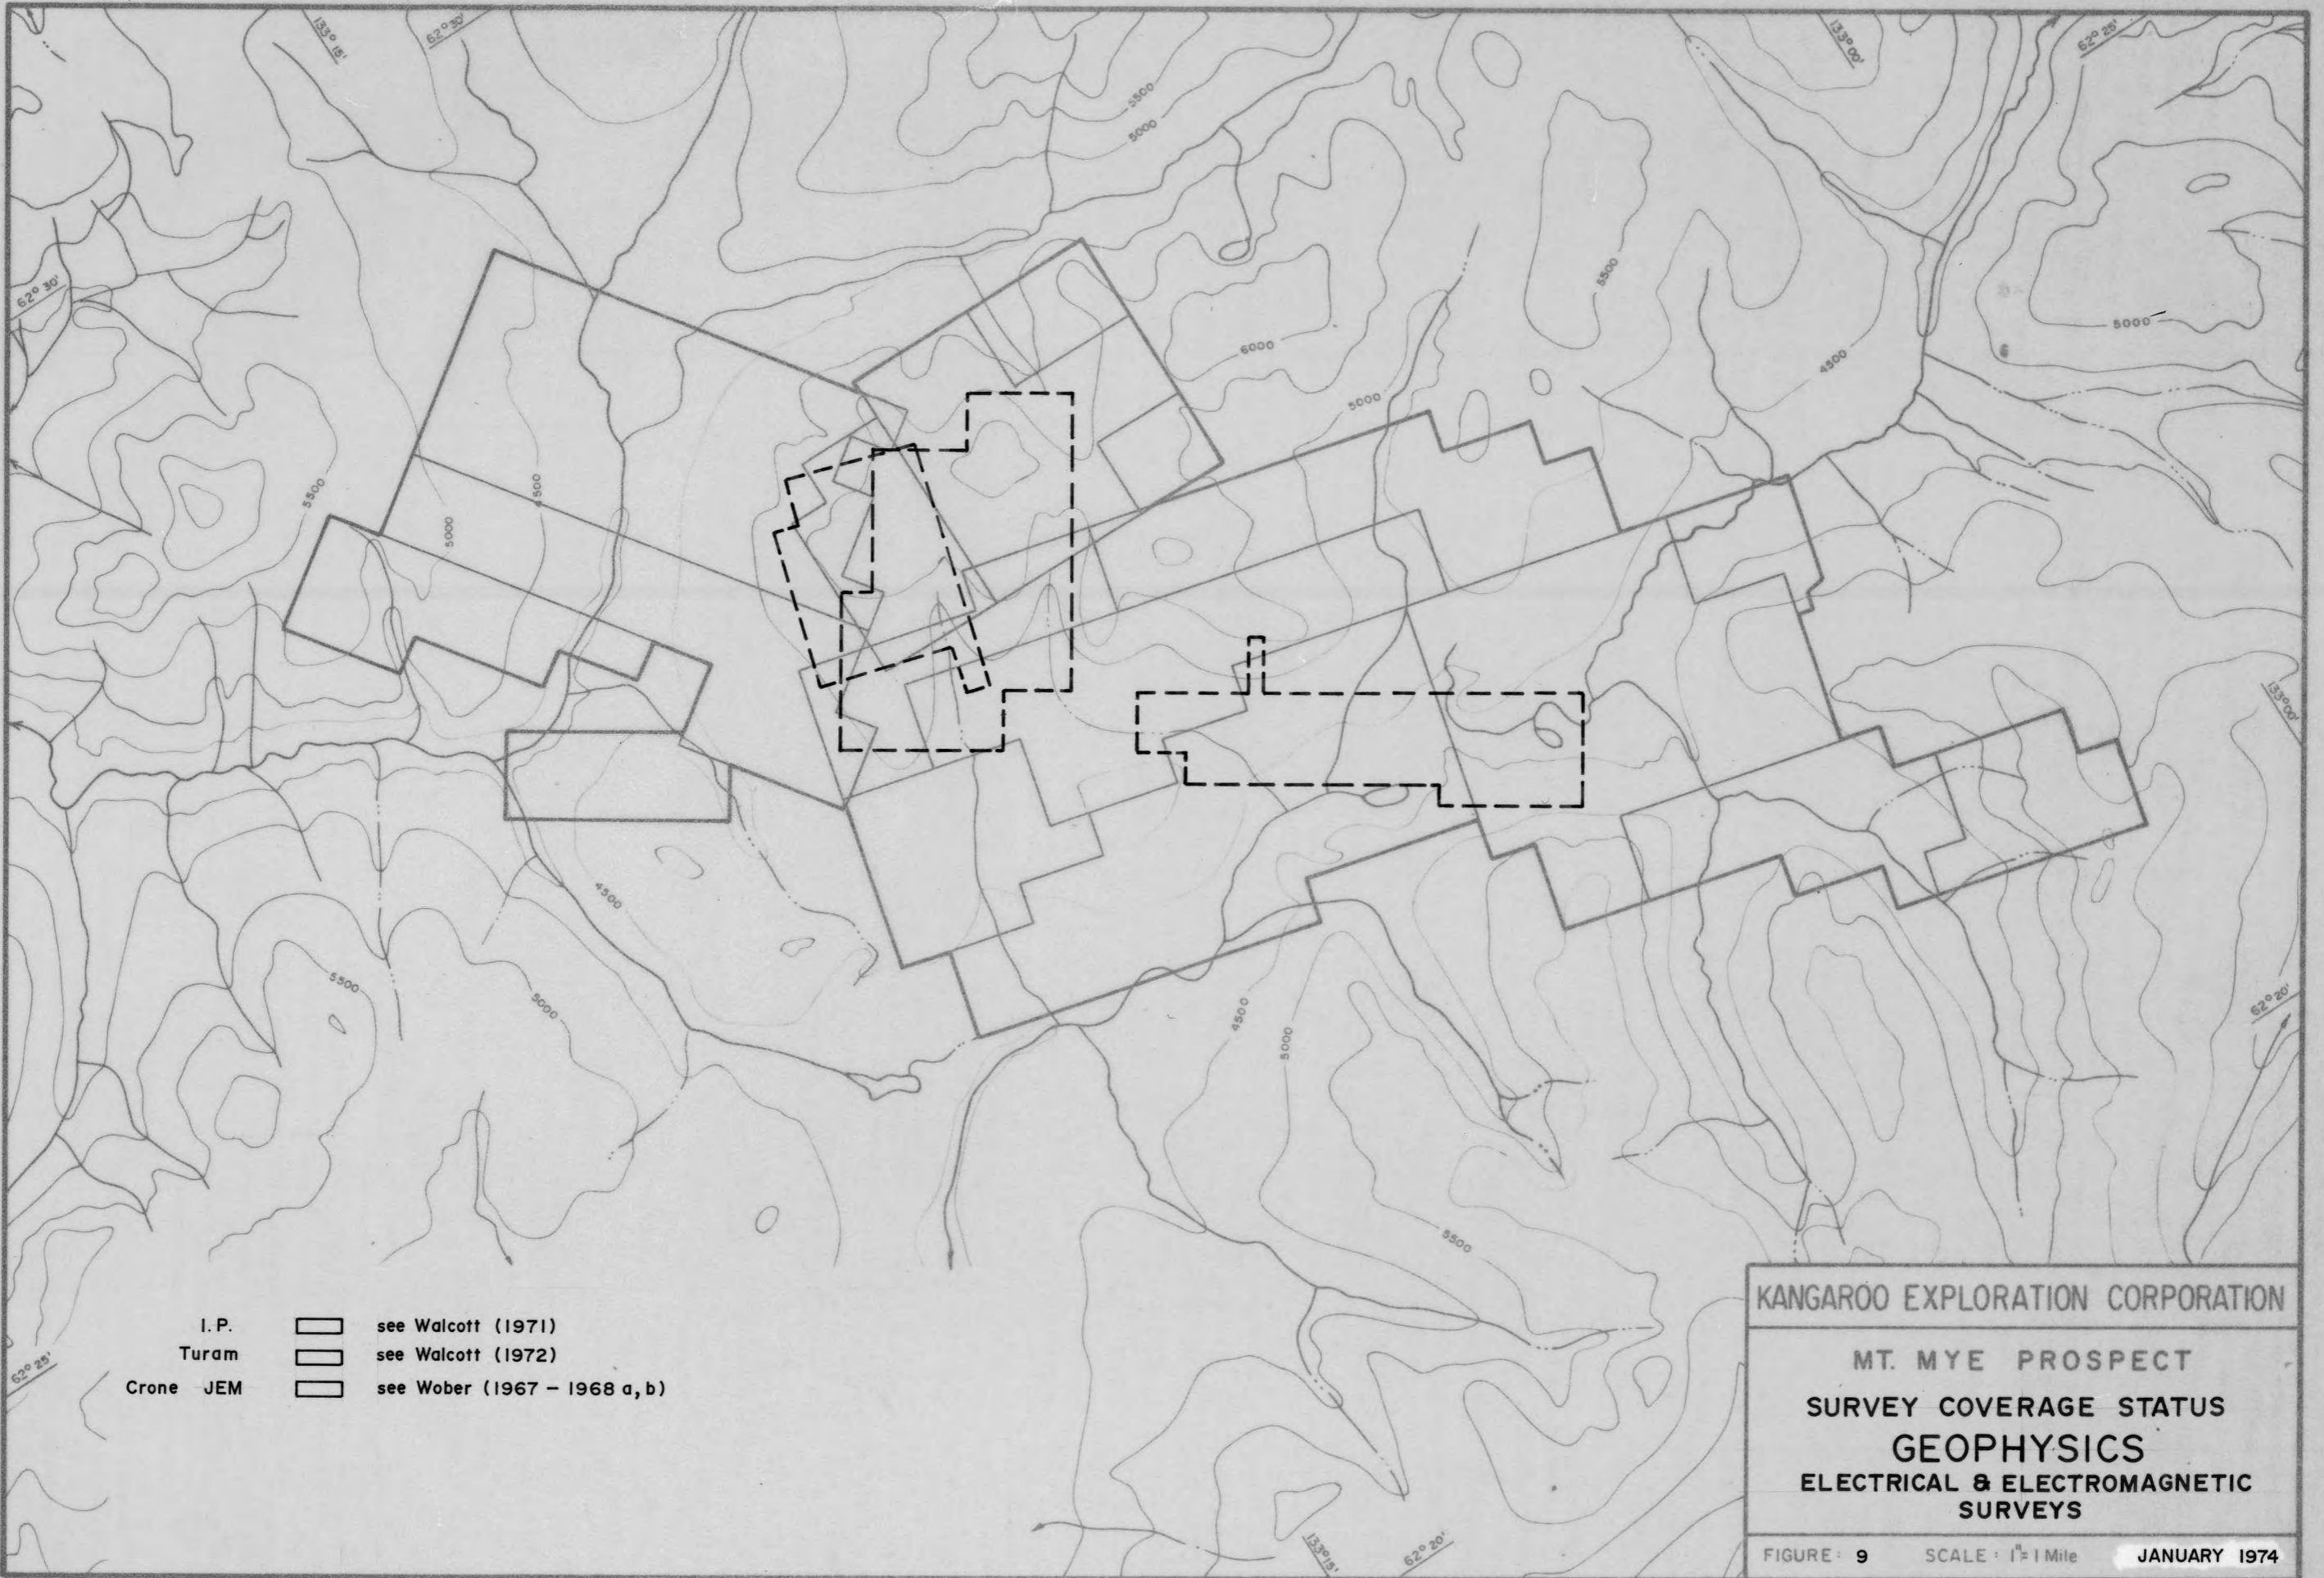 133° 15'
62° 30'
133° 00'
62° 25'
5500
5000
62° 30'
5500
5000
6000
4500
5000
5500
4500
5000
133° 00'
4500
5500
5000
4500
5000
62° 20'
5500
I.P. see Walcott (1971)
Turam see Walcott (1972)
Crone JEM see Wober (1967 – 1968 a, b)
62° 25'
133° 15'
62° 20'
KANGAROO EXPLORATION CORPORATION
MT. MYE PROSPECT
SURVEY COVERAGE STATUS
GEOPHYSICS
ELECTRICAL & ELECTROMAGNETIC
SURVEYS
FIGURE: 9 SCALE: 1"= 1 Mile JANUARY 1974